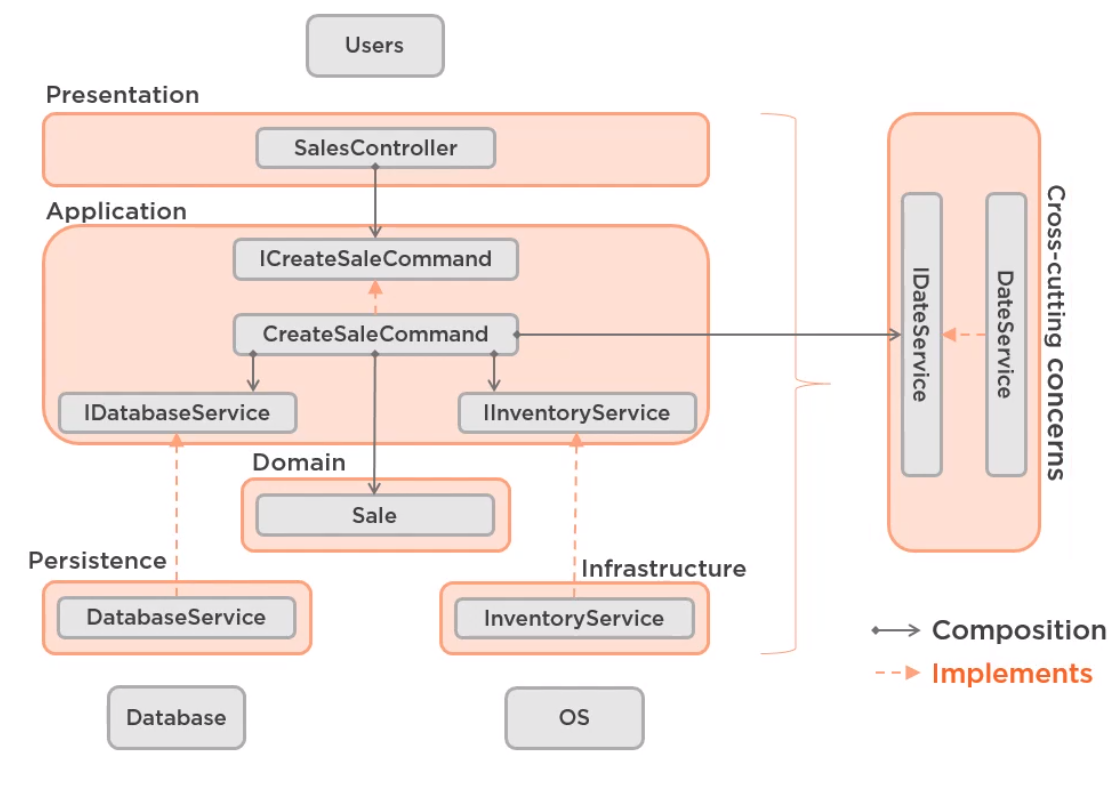 Users
Presentation
SalesController
Application
ICreateSaleCommand
CreateSaleCommand
IDatabaseService
IInventoryService
Domain
Sale
Persistence
DatabaseService
Infrastructure
InventoryService
Database
OS
IDateService
DateService
Cross-cutting concerns
Composition
Implements